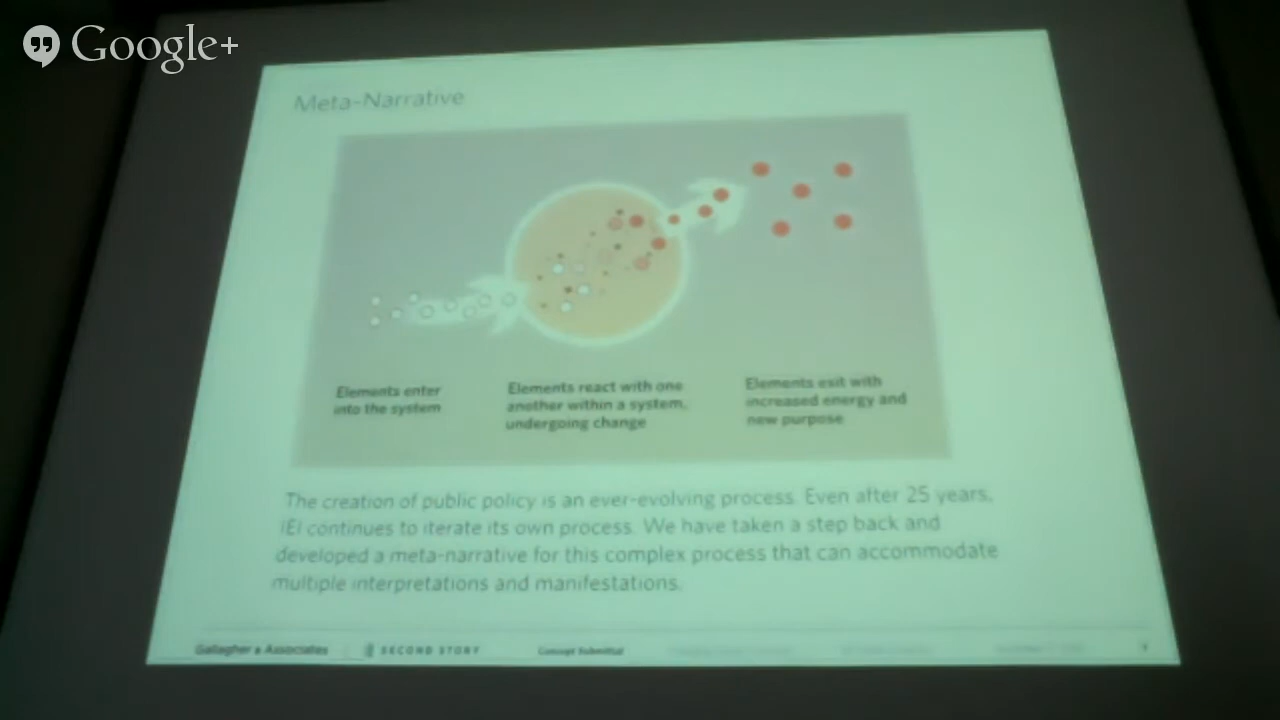 Google+
Meta-Narrative
Elements enter
into the system
Elements react with one
another within a system,
undergoing change
Elements exit with
increased energy and
new purpose
The creation of public policy is an ever-evolving process. Even after 25 years,
IEI continues to iterate its own process. We have taken a step back and
developed a meta-narrative for this complex process that can accommodate
multiple interpretations and manifestations.
Gallagher & Associates
SECOND STORY
Concept Submittal